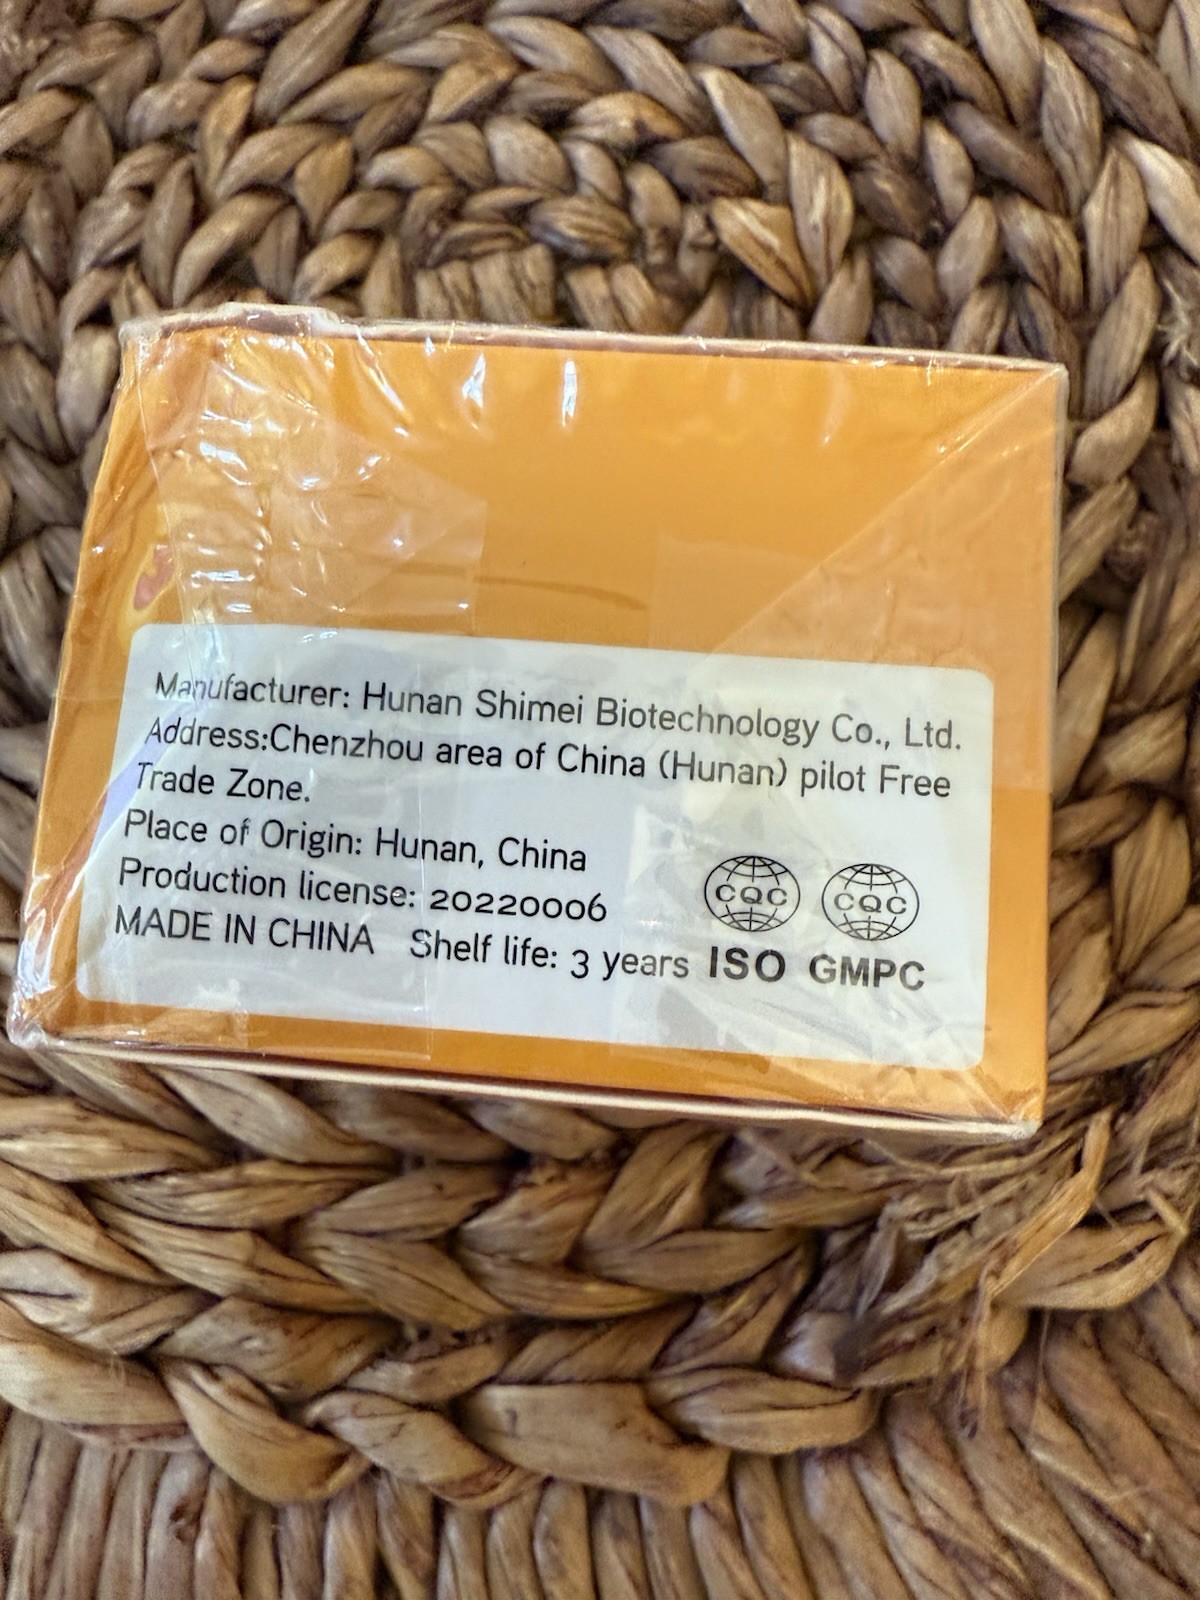 Manufacturer: Hunan Shimei Biotechnology Co., Ltd.
Address:Chenzhou area of China (Hunan) pilot Free
Trade Zone.
Place of Origin: Hunan, China
Production license: 20220006
MADE IN CHINA Shelf life: 3 years
CQC CQC
ISO GMPC